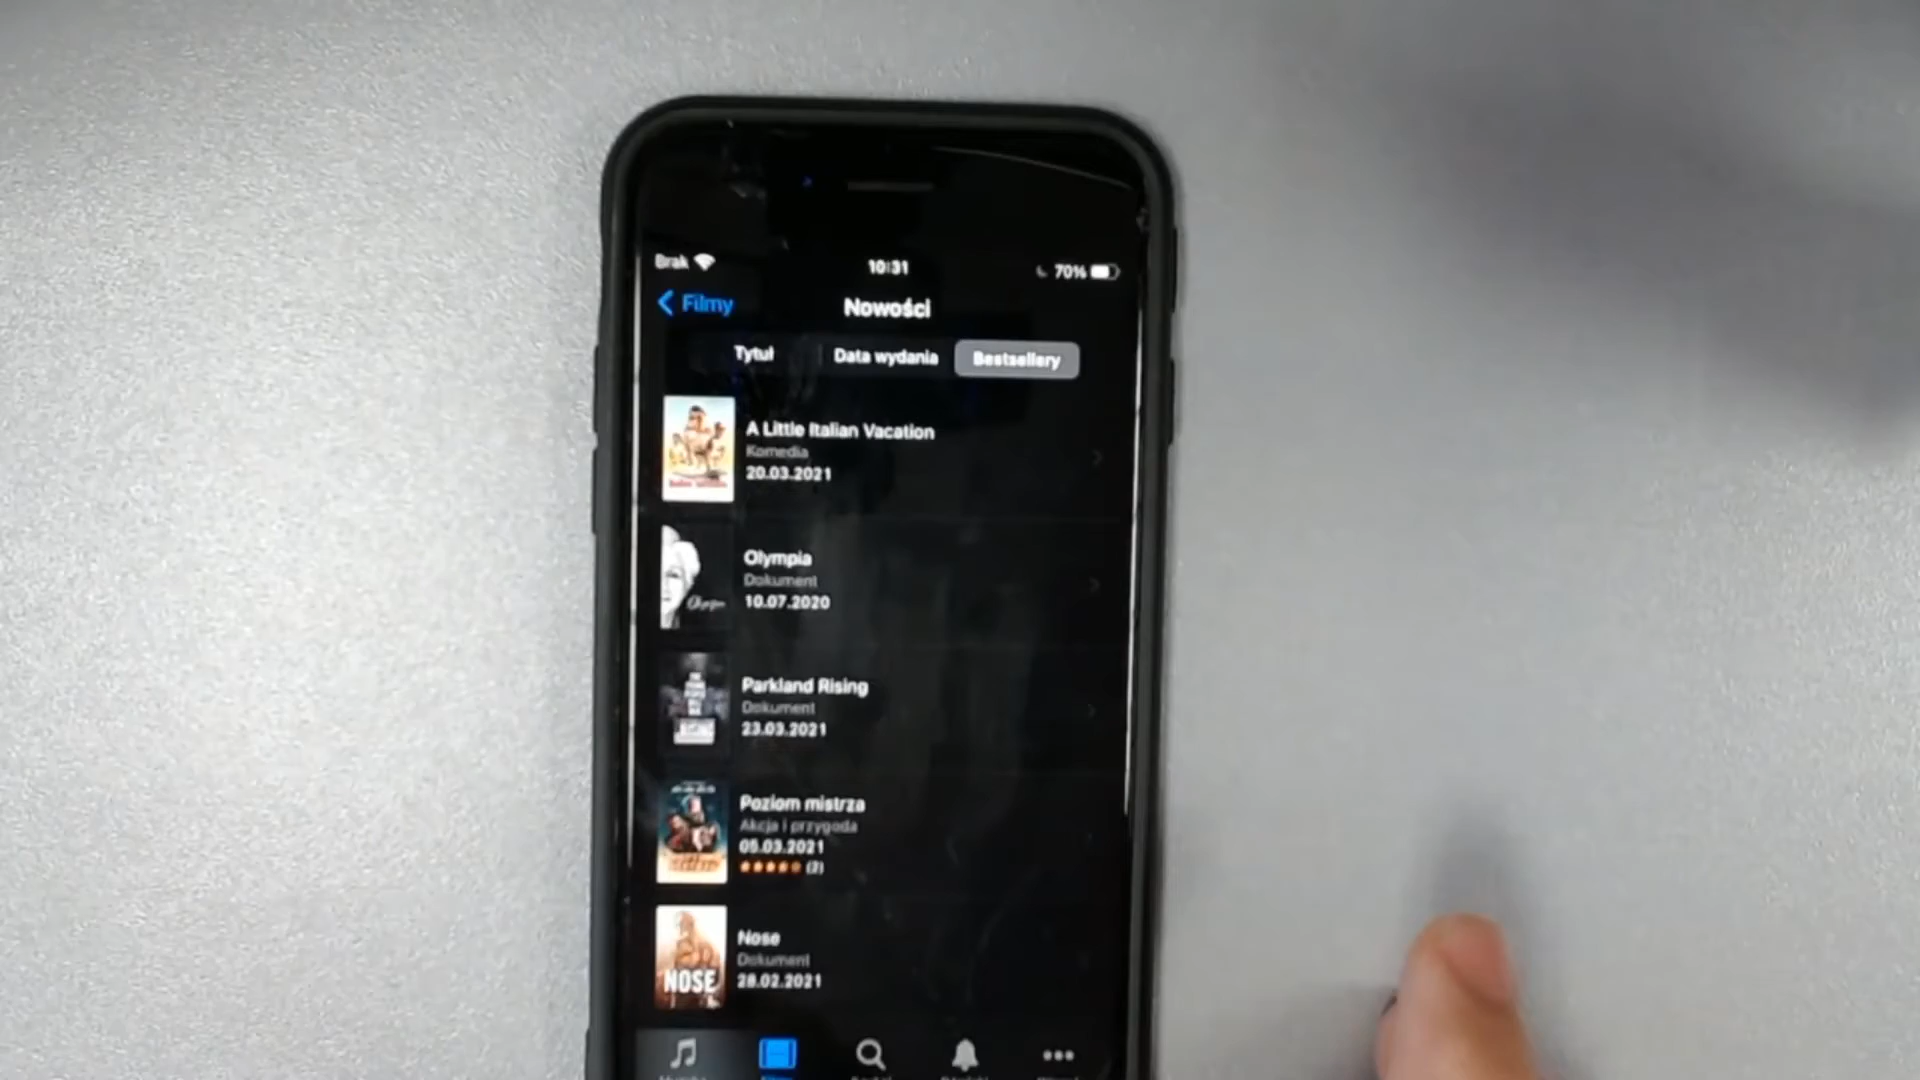 Brak
10:31
70%
Filmy
Nowości
Tytuł
Data wydania
Bestsellery
A Little Italian Vacation
Komedia
20.03.2021
Olympia
Dokument
10.07.2020
Parkland Rising
Dokument
23.03.2021
Poziom mistrza
Akcja i przygoda
05.03.2021
(3)
NOSE
Nose
Dokument
28.02.2021